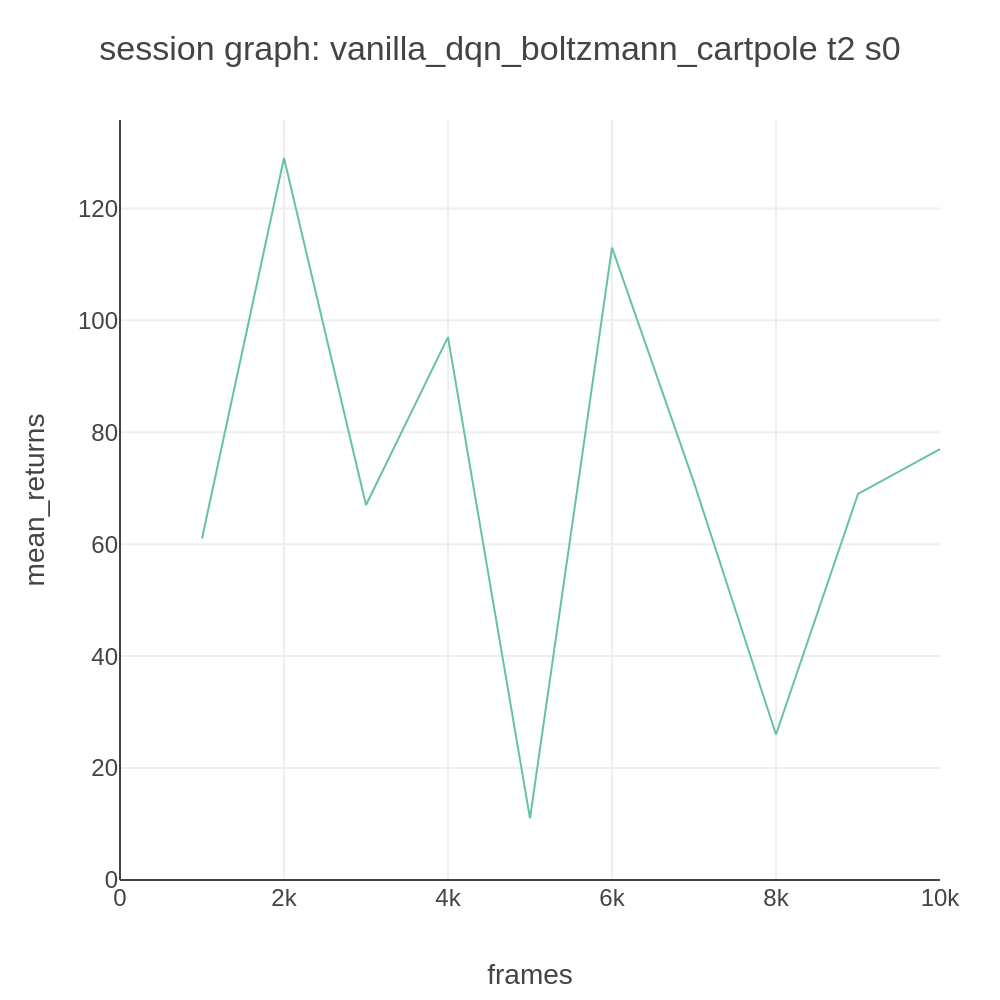 session graph: vanilla_dqn_boltzmann_cartpole t2 s0
120
100
80
60
40
20
0
mean_returns
0 2k 4k 6k 8k 10k
frames